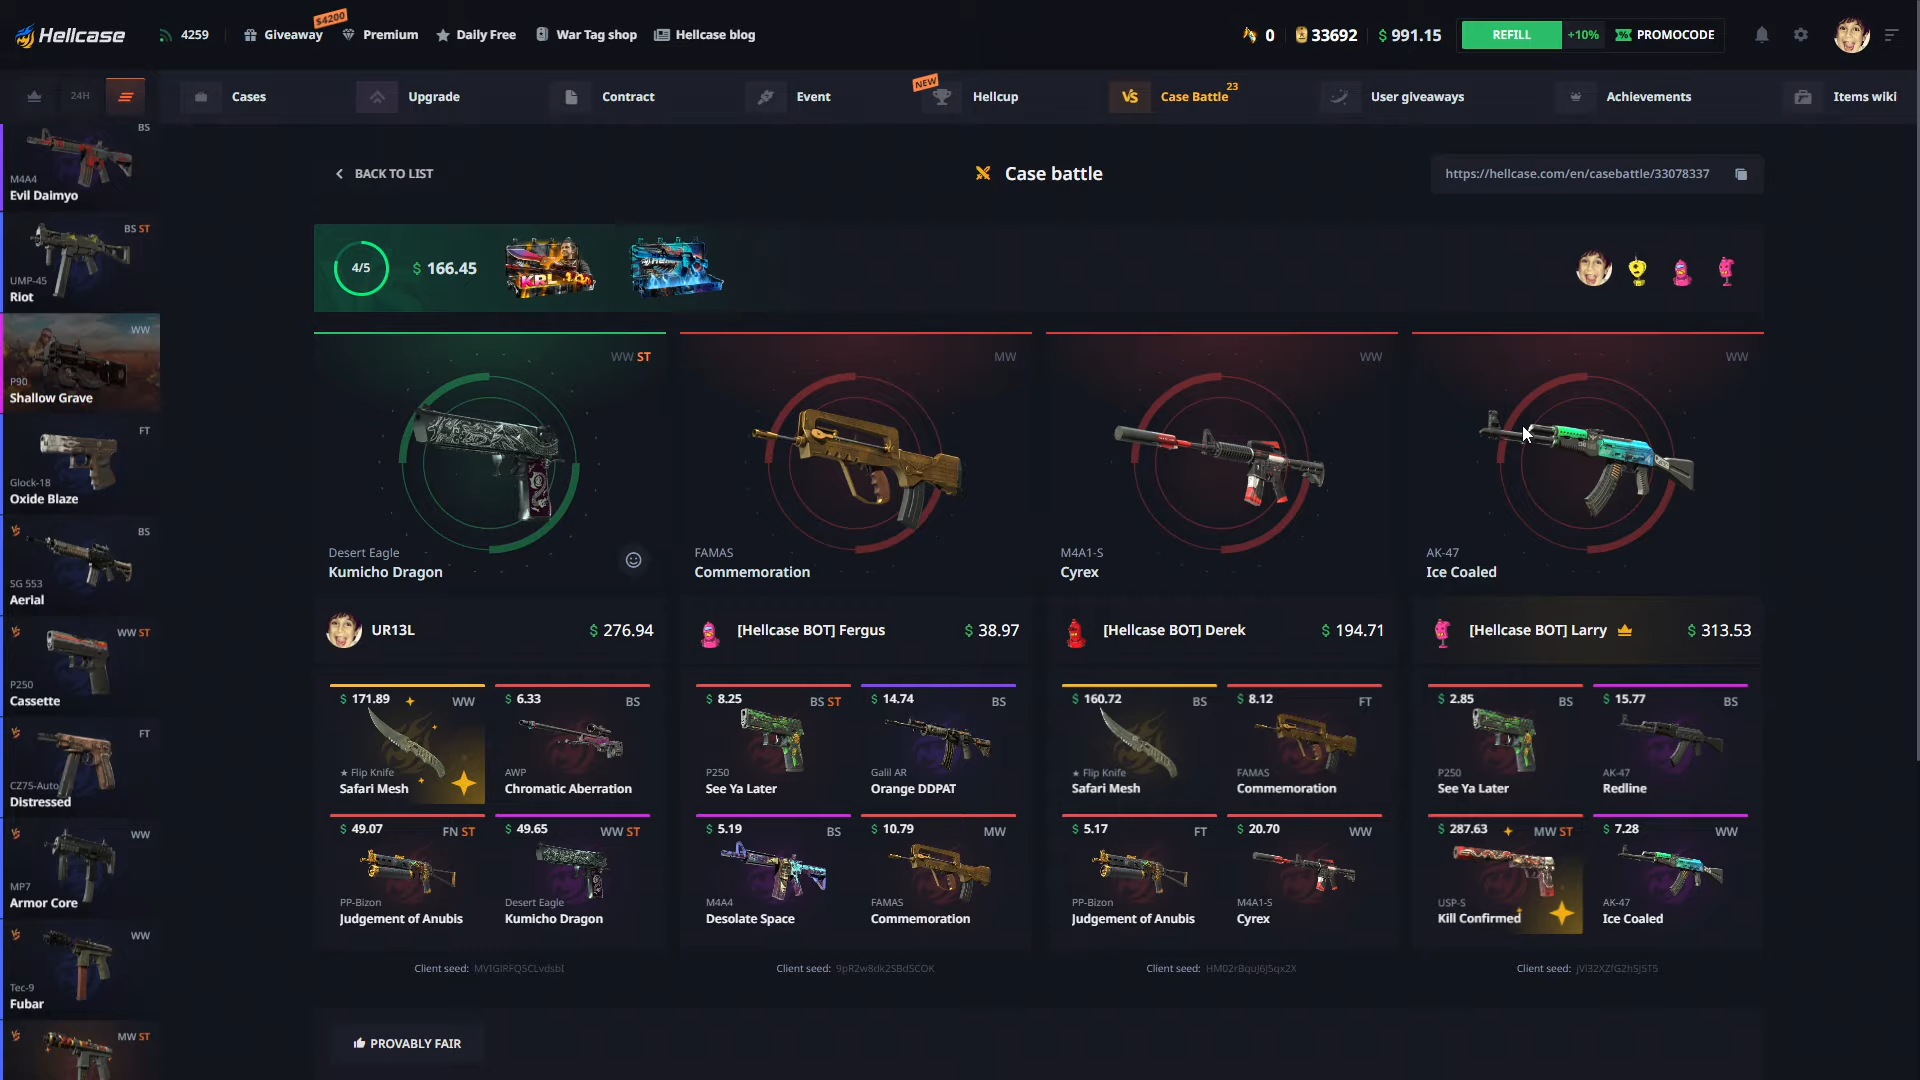 Hellcase
4259
$4200
Giveaway
Premium
Daily Free
War Tag shop
Hellcase blog
0
33692
$ 991.15
REFILL
+10%
PROMOCODE
24H
Cases
Upgrade
Contract
Event
NEW
Hellcup
VS
Case Battle
23
User giveaways
Achievements
Items wiki
BS
M4A4
Evil Daimyo
BS ST
UMP-45
Riot
WW
P90
Shallow Grave
FT
Glock-18
Oxide Blaze
BS
SG 553
Aerial
WW ST
P250
Cassette
FT
CZ75-Auto
Distressed
WW
MP7
Armor Core
WW
Tec-9
Fubar
MW ST
BACK TO LIST
Case battle
https://hellcase.com/en/casebattle/33078337
4/5
$ 166.45
KRL
WW ST
Desert Eagle
Kumicho Dragon
MW
FAMAS
Commemoration
WW
M4A1-S
Cyrex
WW
AK-47
Ice Coaled
UR13L
$ 276.94
[Hellcase BOT] Fergus
$ 38.97
[Hellcase BOT] Derek
$ 194.71
[Hellcase BOT] Larry
$ 313.53
$ 171.89
WW
★ Flip Knife
Safari Mesh
$ 6.33
BS
AWP
Chromatic Aberration
$ 8.25
BS ST
P250
See Ya Later
$ 14.74
BS
Galil AR
Orange DDPAT
$ 160.72
BS
★ Flip Knife
Safari Mesh
$ 8.12
FT
FAMAS
Commemoration
$ 2.85
BS
P250
See Ya Later
$ 15.77
BS
AK-47
Redline
$ 49.07
FN ST
PP-Bizon
Judgement of Anubis
$ 49.65
WW ST
Desert Eagle
Kumicho Dragon
$ 5.19
BS
M4A4
Desolate Space
$ 10.79
MW
FAMAS
Commemoration
$ 5.17
FT
PP-Bizon
Judgement of Anubis
$ 20.70
WW
M4A1-S
Cyrex
$ 287.63
MW ST
USP-S
Kill Confirmed
$ 7.28
WW
AK-47
Ice Coaled
Client seed:
Client seed:
Client seed:
Client seed:
PROVABLY FAIR